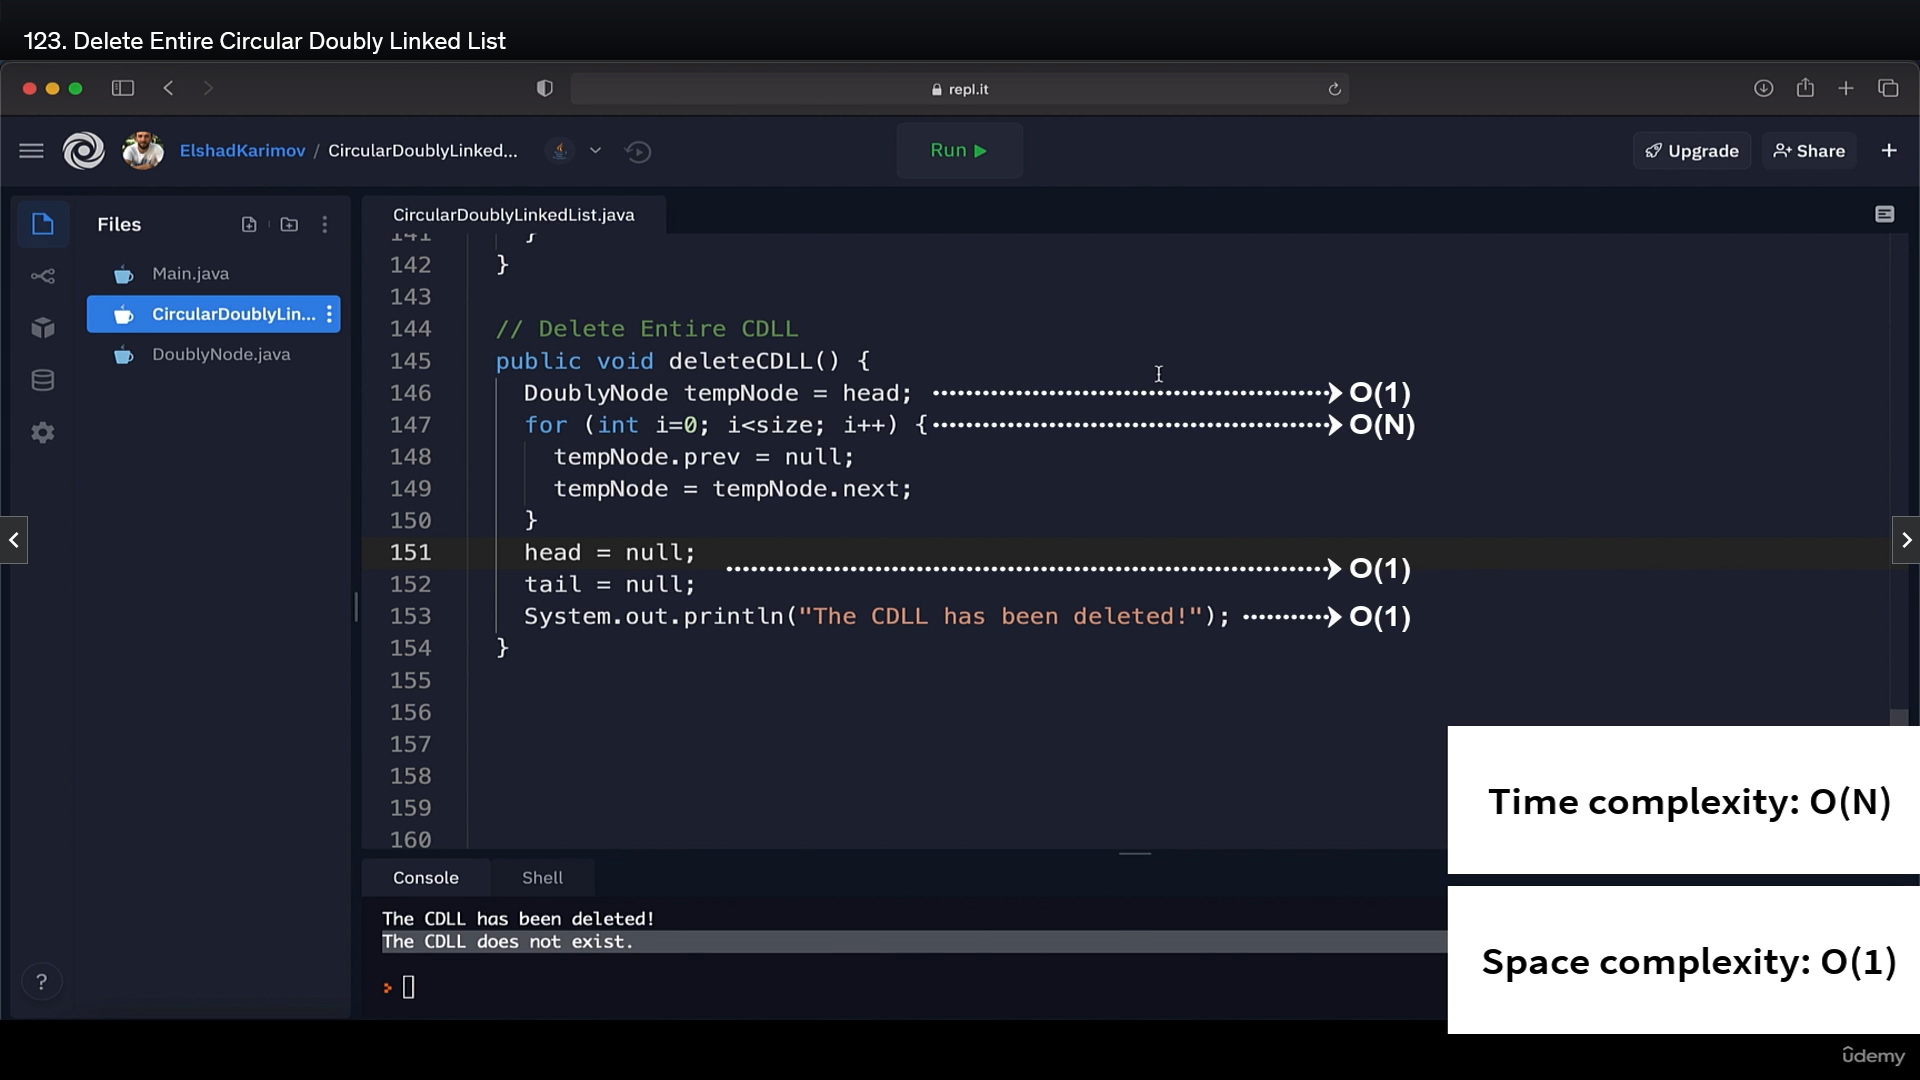 123. Delete Entire Circular Doubly Linked List
repl.it
ElshadKarimov / CircularDoublyLinked...
Run
Upgrade
Share
Files
CircularDoublyLinkedList.java
Main.java
CircularDoublyLin...
DoublyNode.java
141 }
142 }
143
144 // Delete Entire CDLL
145 public void deleteCDLL() {
146 DoublyNode tempNode = head; O(1)
147 for (int i=0; i<size; i++) { O(N)
148 tempNode.prev = null;
149 tempNode = tempNode.next;
150 }
151 head = null;
O(1)
152 tail = null;
153 System.out.println("The CDLL has been deleted!"); O(1)
154 }
155
156
157
158
159
160
Time complexity: O(N)
Space complexity: O(1)
Console
Shell
The CDLL has been deleted!
The CDLL does not exist.
?
ûdemy